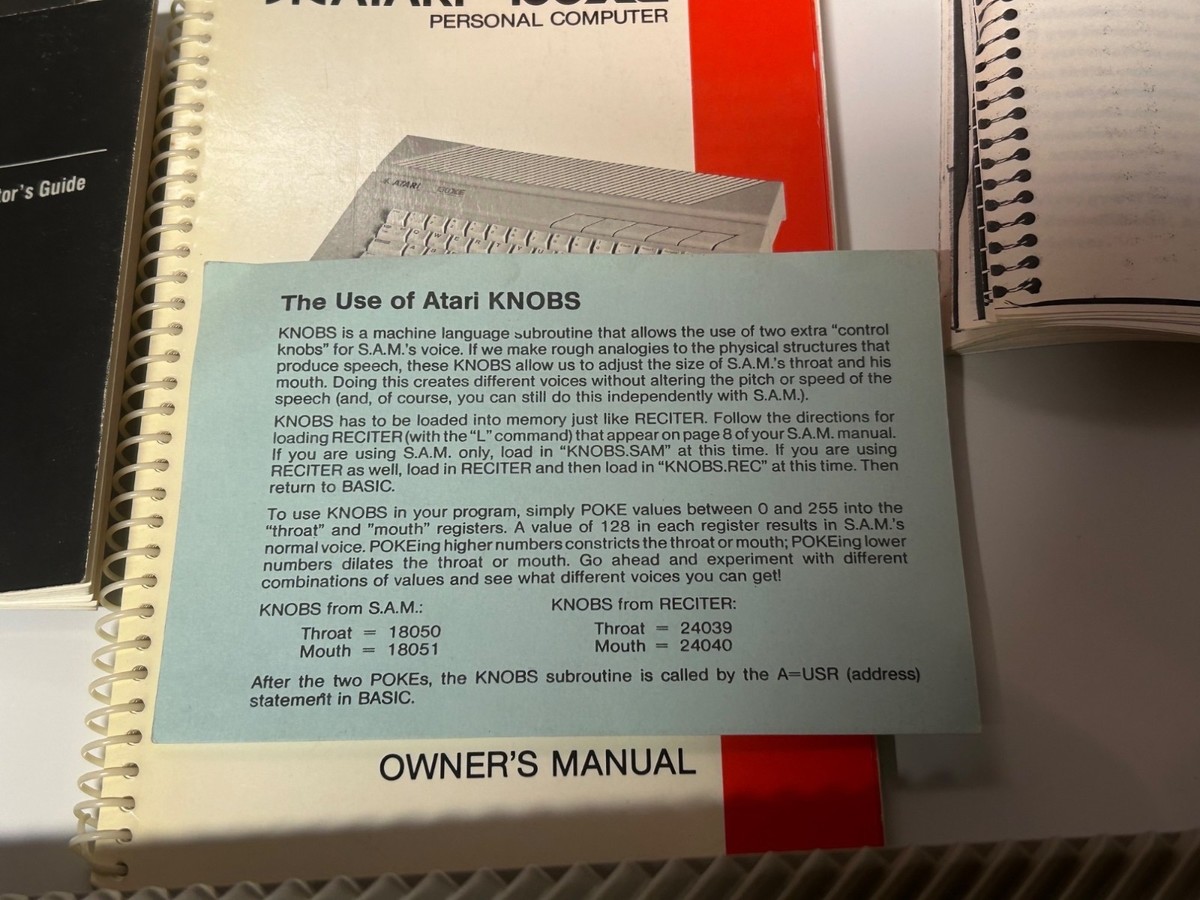 ATARI
PERSONAL COMPUTER
tor's Guide
ATARI 130XE
The Use of Atari KNOBS
KNOBS is a machine language subroutine that allows the use of two extra "control
knobs" for S.A.M.'s voice. If we make rough analogies to the physical structures that
produce speech, these KNOBS allow us to adjust the size of S.A.M.'s throat and his
mouth. Doing this creates different voices without altering the pitch or speed of the
speech (and, of course, you can still do this independently with S.A.M.).
KNOBS has to be loaded into memory just like RECITER. Follow the directions for
loading RECITER (with the "L" command) that appear on page 8 of your S.A.M. manual.
If you are using S.A.M. only, load in "KNOBS.SAM" at this time. If you are using
RECITER as well, load in RECITER and then load in "KNOBS.REC" at this time. Then
return to BASIC.
To use KNOBS in your program, simply POKE values between 0 and 255 into the
"throat" and "mouth" registers. A value of 128 in each register results in S.A.M.'s
normal voice. POKEing higher numbers constricts the throat or mouth; POKEing lower
numbers dilates the throat or mouth. Go ahead and experiment with different
combinations of values and see what different voices you can get!
KNOBS from S.A.M.:
Throat = 18050
Mouth = 18051
KNOBS from RECITER:
Throat = 24039
Mouth = 24040
After the two POKEs, the KNOBS subroutine is called by the A=USR (address)
statement in BASIC.
OWNER'S MANUAL